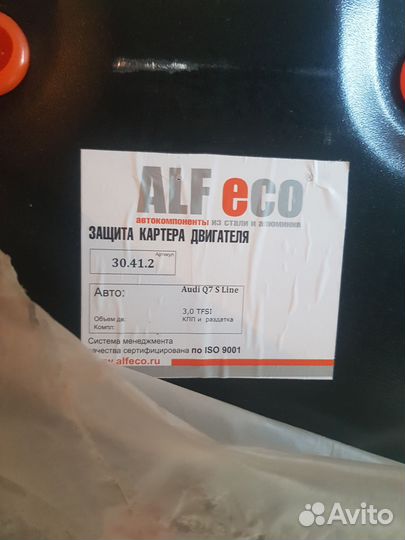 ALF eco®
автокомпоненты из стали и алюминия
ЗАЩИТА КАРТЕРА ДВИГАТЕЛЯ
Артикул
30.41.2
Авто: Audi Q7 S Line
Объем дв: 3,0 TFSI
Компл: КПП и раздатка
Система менеджмента
качества сертифицирована по ISO 9001
www.alfeco.ru
Avito